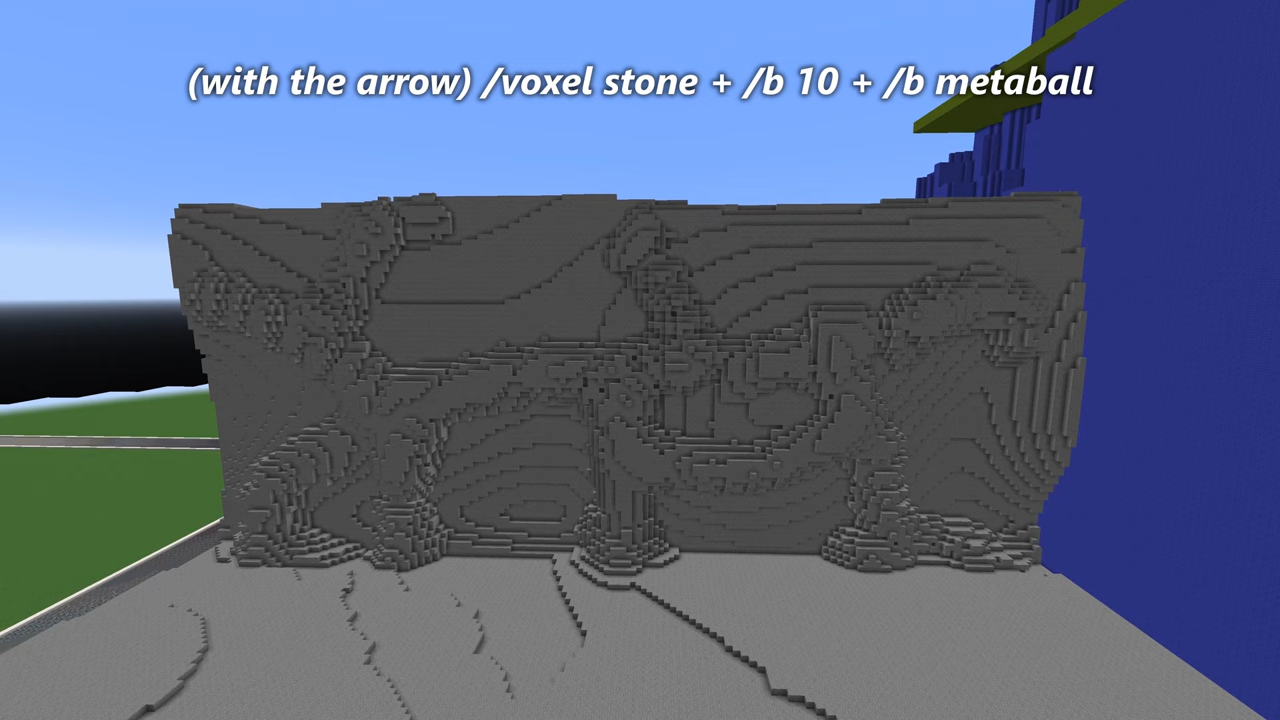 (with the arrow) /voxel stone + /b 10 + /b metaball